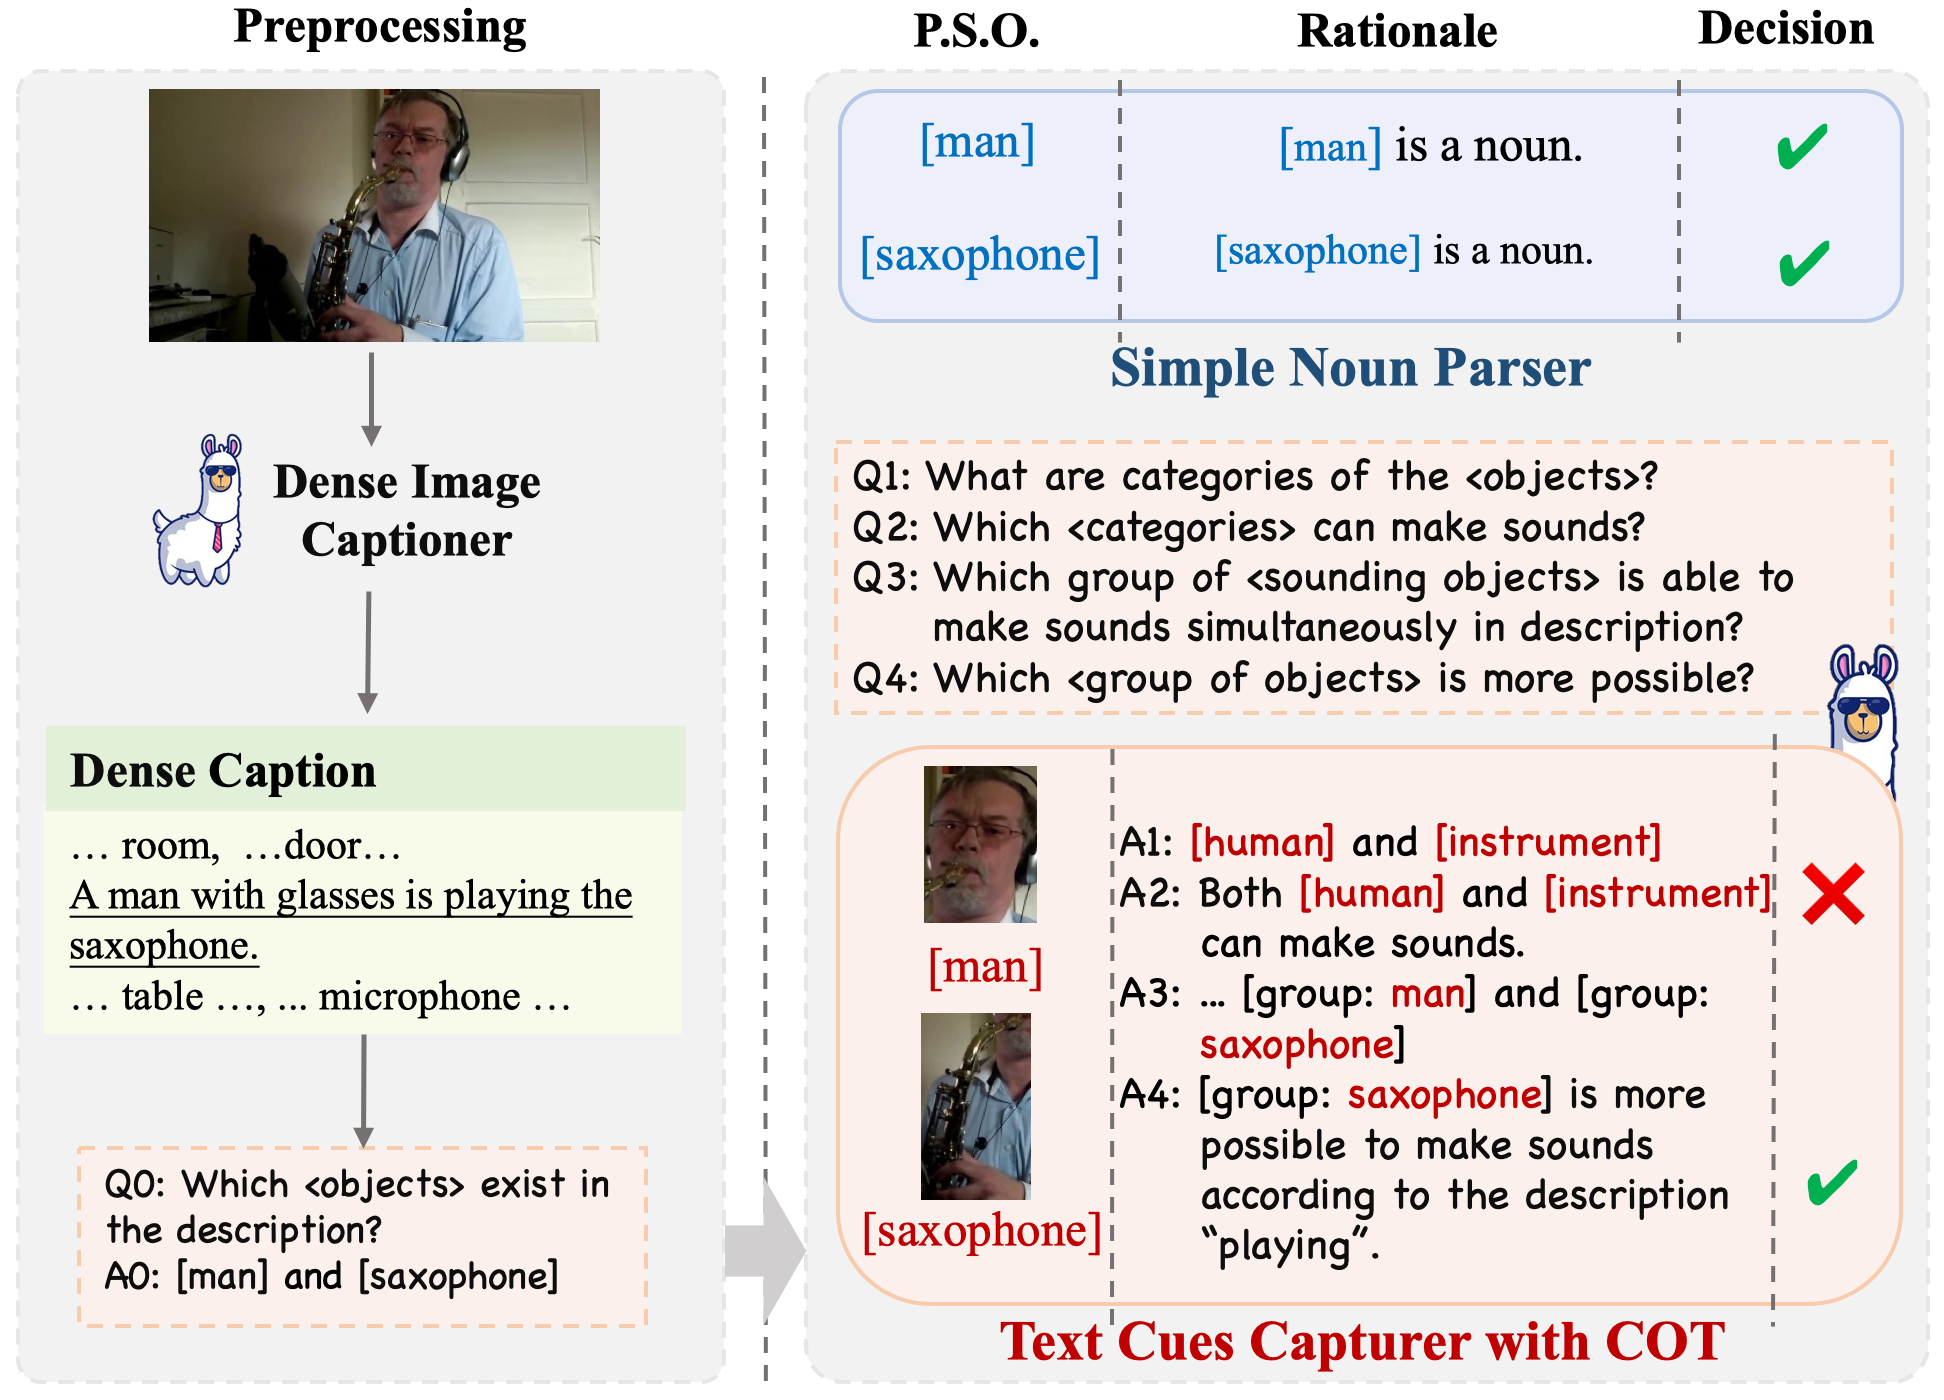 Preprocessing
P.S.O.
Rationale
Decision
Dense Image
Captioner
Dense Caption
… room, …door…
A man with glasses is playing the
saxophone.
… table …, ... microphone …
Q0: Which <objects> exist in
the description?
A0: [man] and [saxophone]
[man]
[man] is a noun.
[saxophone]
[saxophone] is a noun.
Simple Noun Parser
Q1: What are categories of the <objects>?
Q2: Which <categories> can make sounds?
Q3: Which group of <sounding objects> is able to
make sounds simultaneously in description?
Q4: Which <group of objects> is more possible?
[man]
[saxophone]
A1: [human] and [instrument]
A2: Both [human] and [instrument]
can make sounds.
A3: … [group: man] and [group:
saxophone]
A4: [group: saxophone] is more
possible to make sounds
according to the description
“playing”.
Text Cues Capturer with COT